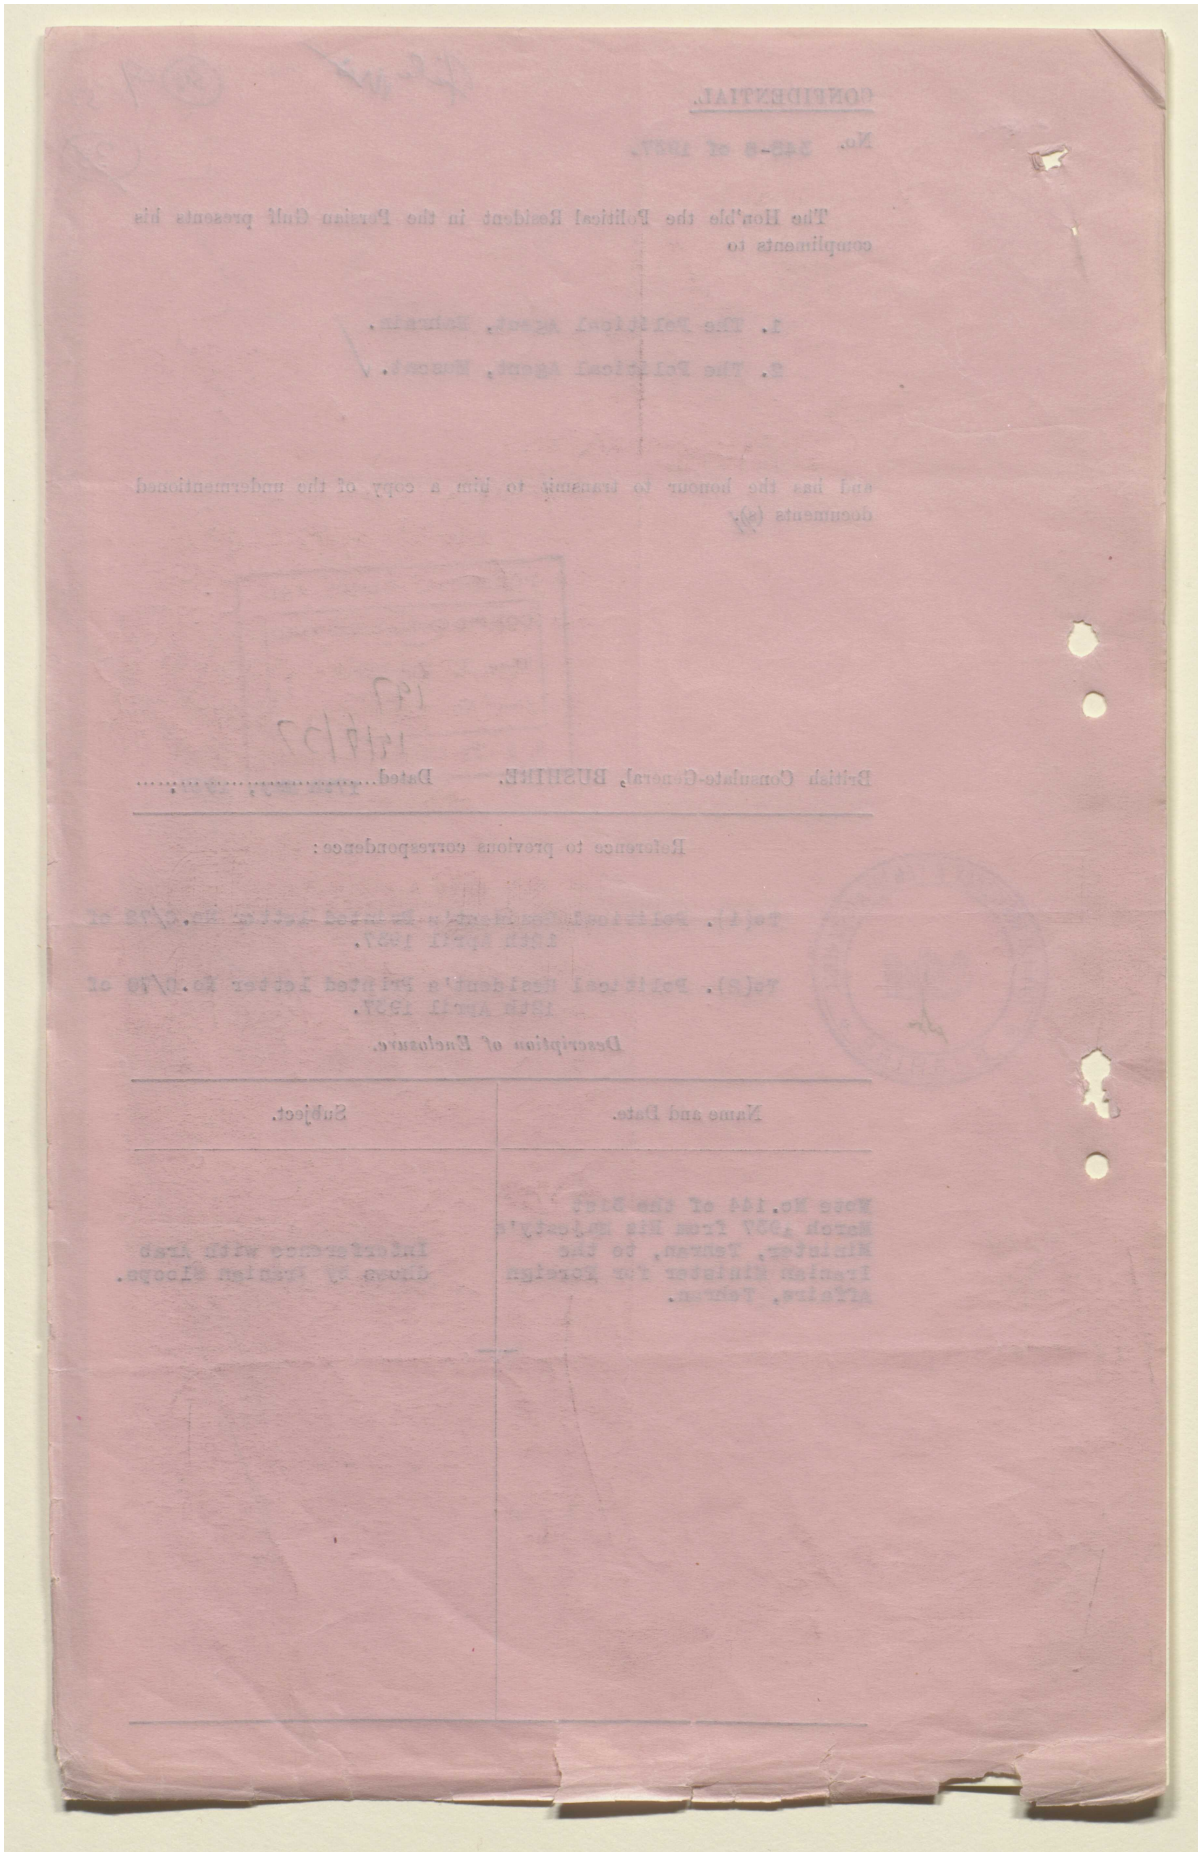 CONFIDENTIAL.
No. 348-S of 1937.
The Hon'ble the Political Resident in the Persian Gulf presents his
compliments to
1. The Political Agent, Bahrain.
2. The Political Agent, Muscat.
and has the honour to transmit to him a copy of the undermentioned
documents (s).
197
British Consulate-General, BUSHIRE.
Dated
Reference to previous correspondence:
To(1). Political Resident's Printed Letter No.C/78 of
12th April 1937.
To(2). Political Resident's Printed Letter No.C/78 of
12th April 1937.
Description of Enclosure.
Name and Date.
Subject.
Note No.144 of the 31st
March 1937 from His Majesty's
Minister, Tehran, to the
Iranian Minister for Foreign
Affairs, Tehran.
Interference with Arab
dhows by Iranian Sloops.